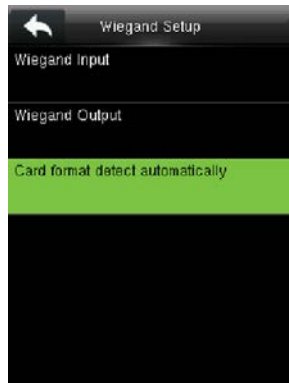 Wiegand Setup
Wiegand Input
Wiegand Output
Card format detect automatically